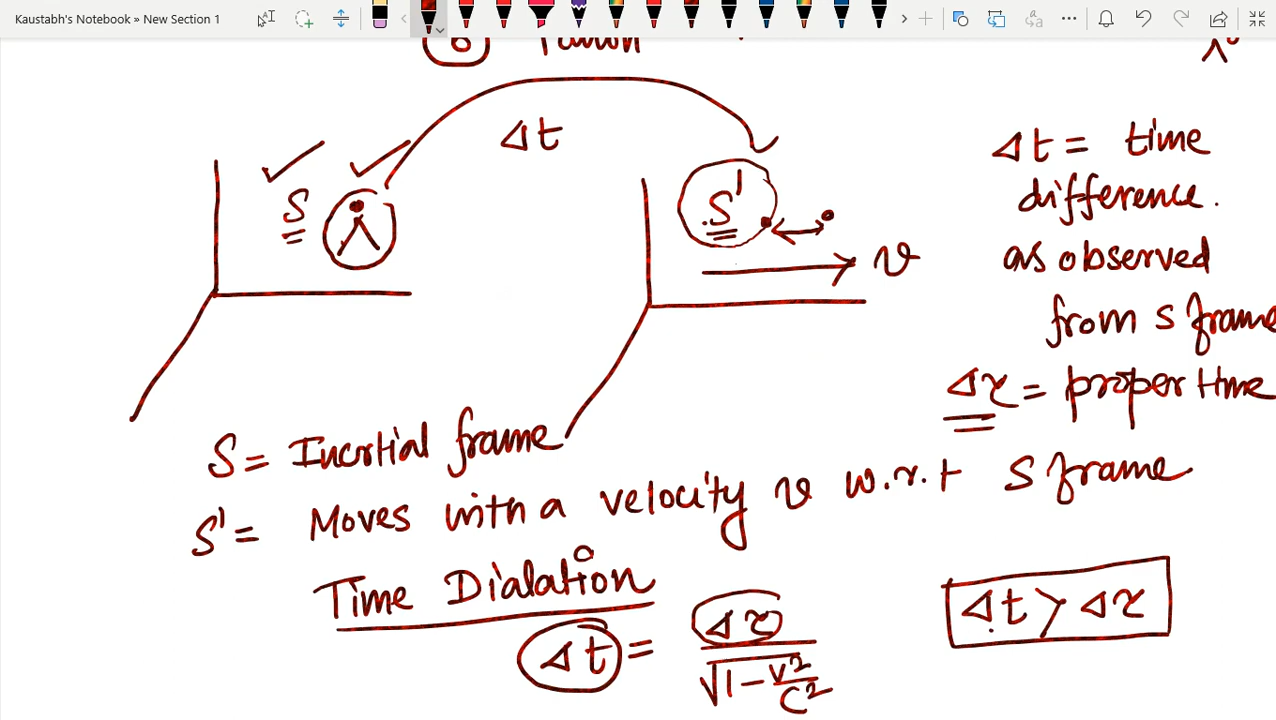 Kaustabh's Notebook » New Section 1
6
Δt
S
S'
v
Δt = time
difference.
as observed
from S frame
Δτ = proper time
S = Inertial frame
S' = Moves with a velocity v w.r.t S frame
Time Dialation
Δt = Δτ / √1 - v²/c²
Δt > Δτ